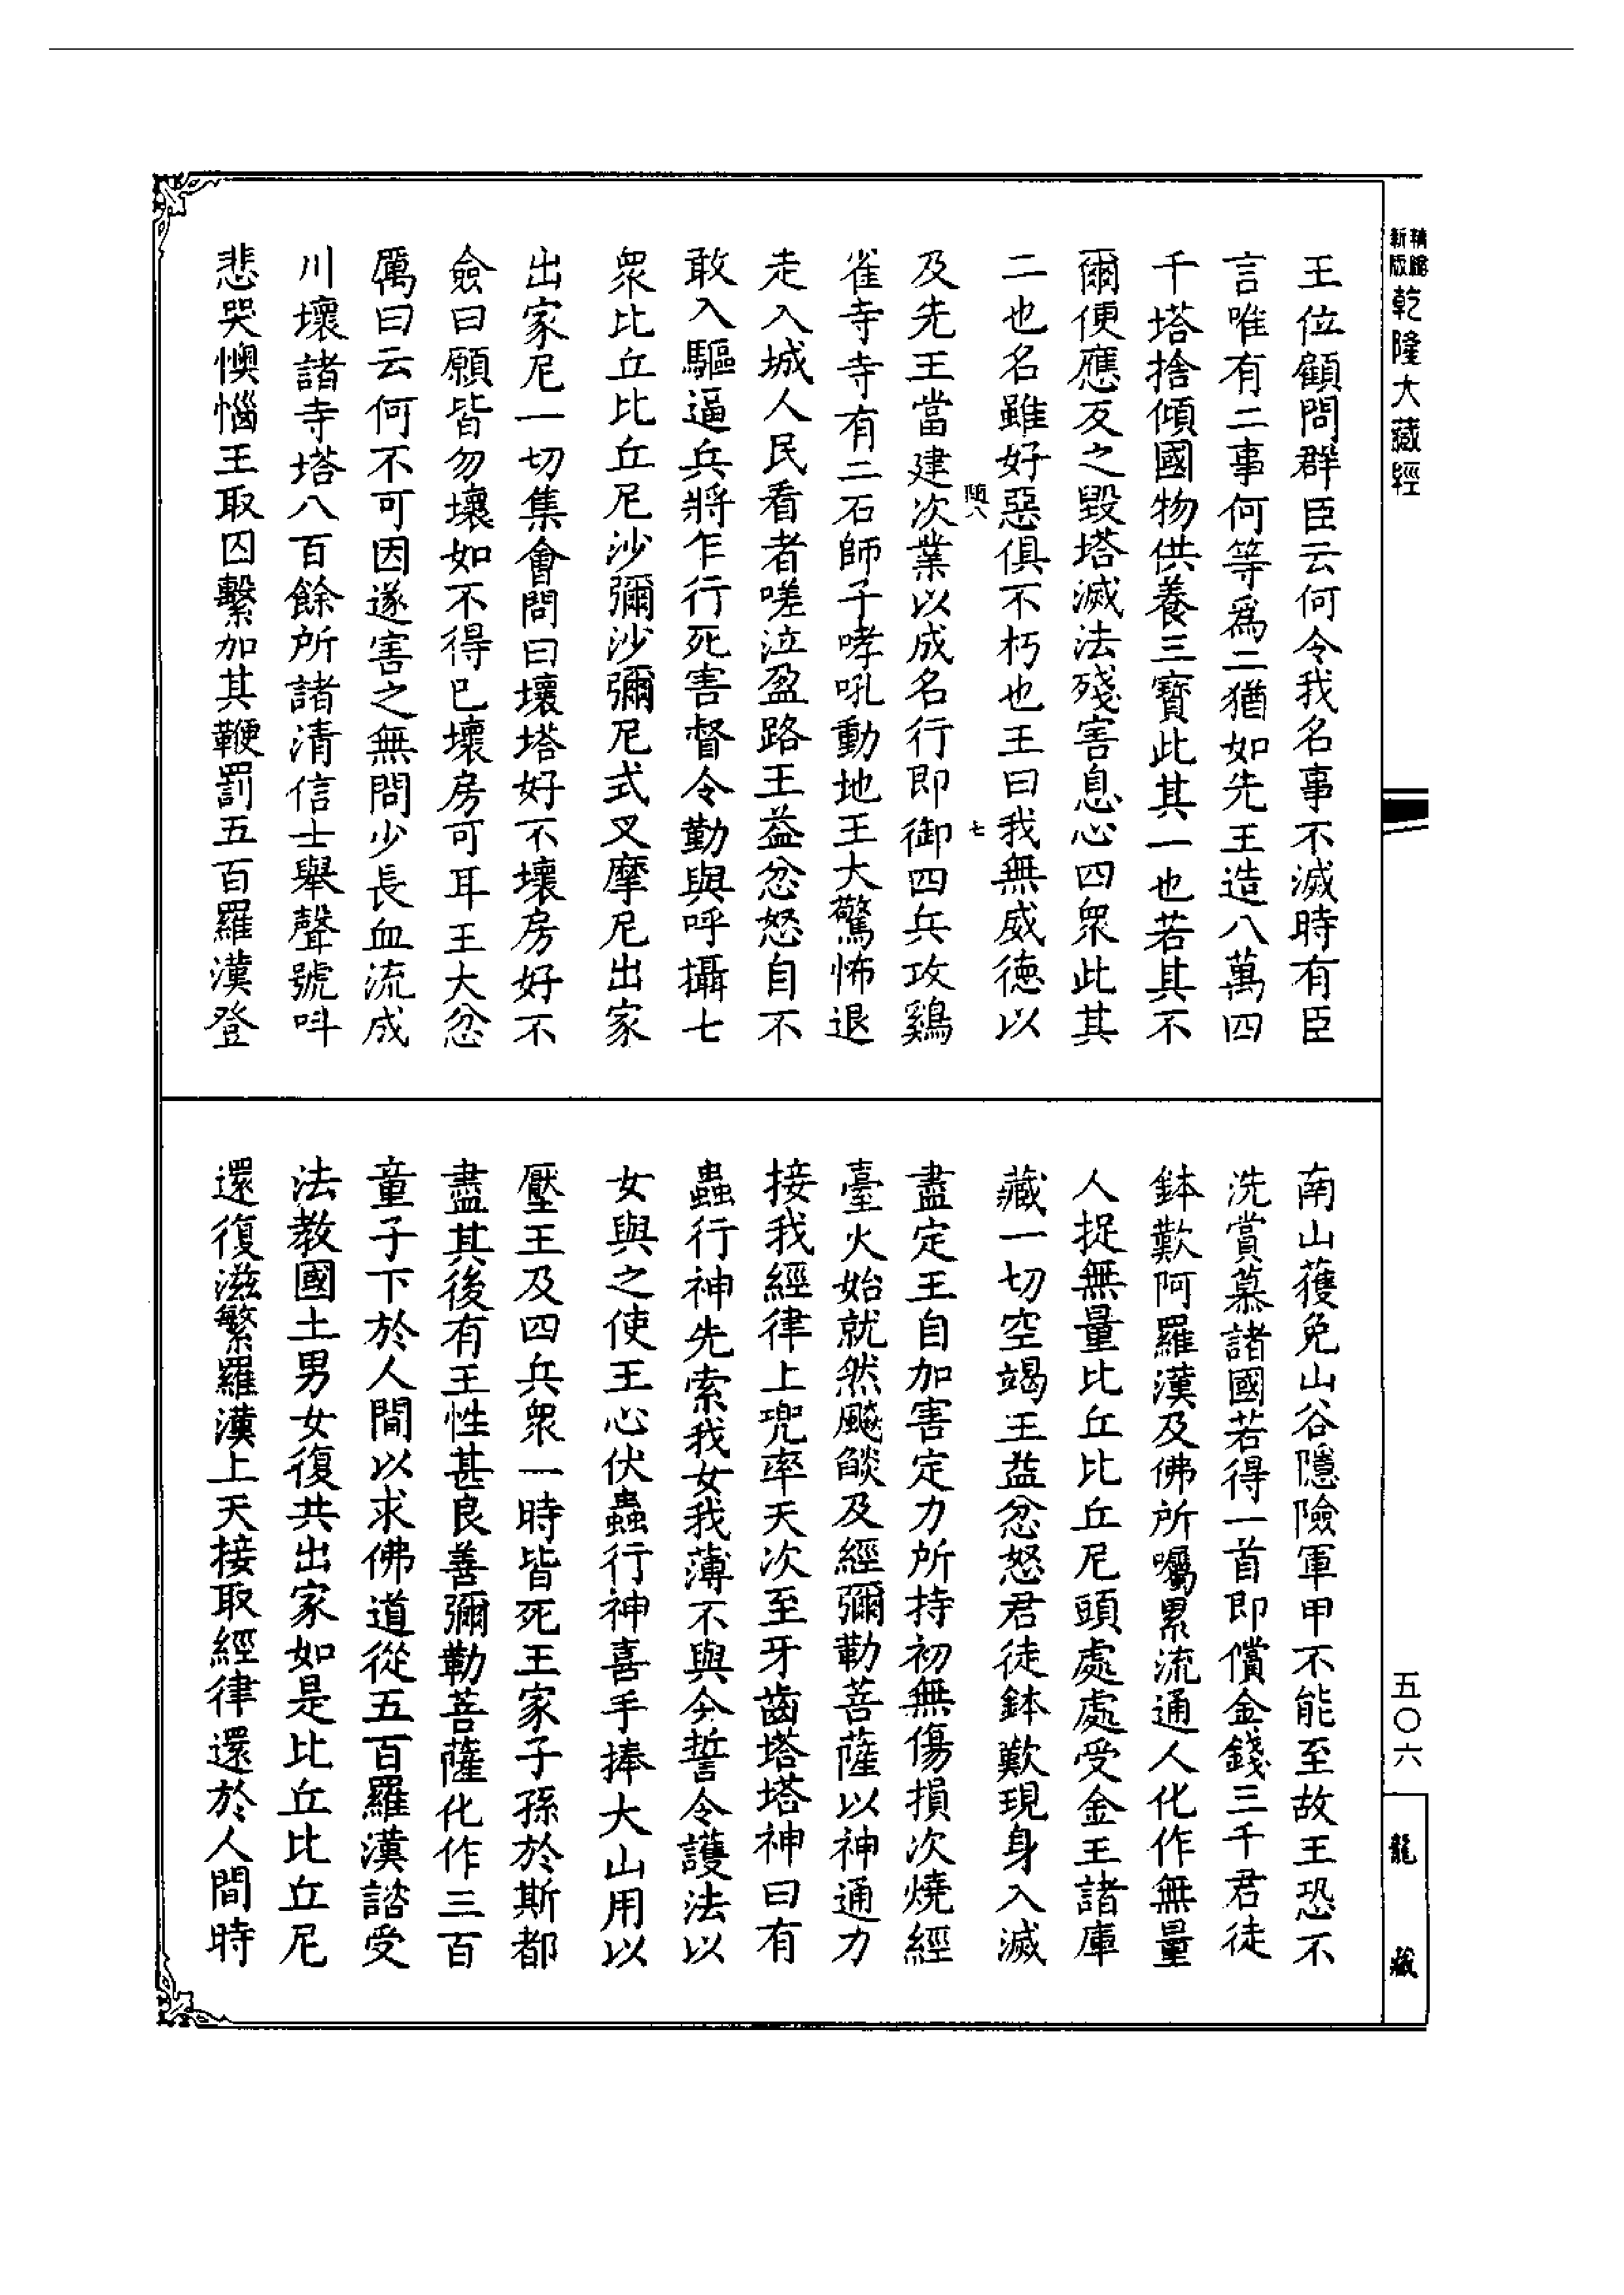 新版
精縮
乾隆大藏經
王位顧問群臣云何令我名事不滅時有臣
言唯有二事何等爲二猶如先王造八萬四
千塔捨傾國物供養三寶此其一也若其不
爾便應反之毀塔滅法殘害息心四眾此其
二也名雖好惡俱不朽也王曰我無威德以
隨八
七
及先王當建次業以成名行即御四兵攻鷄
雀寺寺有二石師子哮吼動地王大驚怖退
走入城人民看者嗟泣盈路王益忿怒自不
敢入驅逼兵將乍行死害督令勤與呼攝七
眾比丘比丘尼沙彌沙彌尼式叉摩尼出家
出家尼一切集會問曰壞塔好不壞房好不
僉曰願皆勿壞如不得已壞房可耳王大忿
厲曰云何不可因遂害之無問少長血流成
川壞諸寺塔八百餘所諸清信士舉聲號呌
悲哭懊惱王取囚繫加其鞭罰五百羅漢登
南山獲免山谷隱險軍甲不能至故王恐不
洗賞募諸國若得一首即償金錢三千君徒
鉢歎阿羅漢及佛所囑累流通人化作無量
人捉無量比丘比丘尼頭處處受金王諸庫
藏一切空竭王益忿怒君徒鉢歎現身入滅
盡定王自加害定力所持初無傷損次燒經
臺火始就然飈燄及經彌勒菩薩以神通力
接我經律上兜率天次至牙齒塔塔神曰有
蟲行神先索我女我薄不與今誓令護法以
女與之使王心伏蟲行神喜手捧大山用以
壓王及四兵眾一時皆死王家子孫於斯都
盡其後有王性甚良善彌勒菩薩化作三百
童子下於人間以求佛道從五百羅漢諮受
法教國土男女復共出家如是比丘比丘尼
還復滋繁羅漢上天接取經律還於人間時
五〇六
龍藏